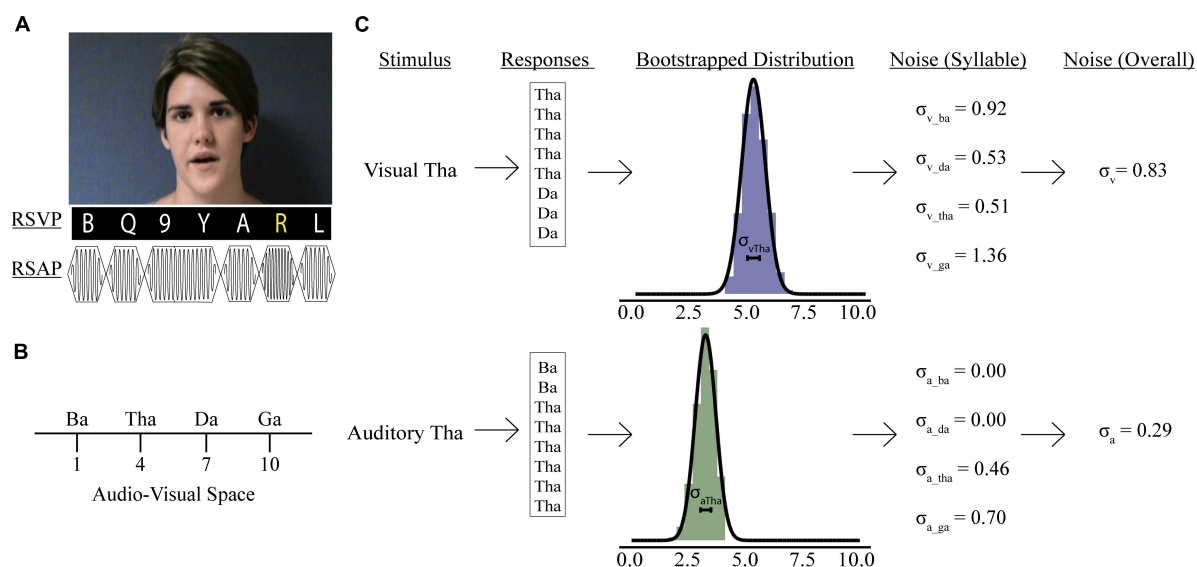 A
RSVP B Q 9 Y A R L
RSAP
B
Ba Tha Da Ga
1 4 7 10
Audio-Visual Space
C
Stimulus Responses Bootstrapped Distribution Noise (Syllable) Noise (Overall)
Visual Tha
Tha
Tha
Tha
Tha
Tha
Da
Da
Da
σvTha
0.0 2.5 5.0 7.5 10.0
σv_ba = 0.92
σv_da = 0.53
σv_tha = 0.51
σv_ga = 1.36
σv= 0.83
Auditory Tha
Ba
Ba
Tha
Tha
Tha
Tha
Tha
Tha
σaTha
0.0 2.5 5.0 7.5 10.0
σa_ba = 0.00
σa_da = 0.00
σa_tha = 0.46
σa_ga = 0.70
σa = 0.29